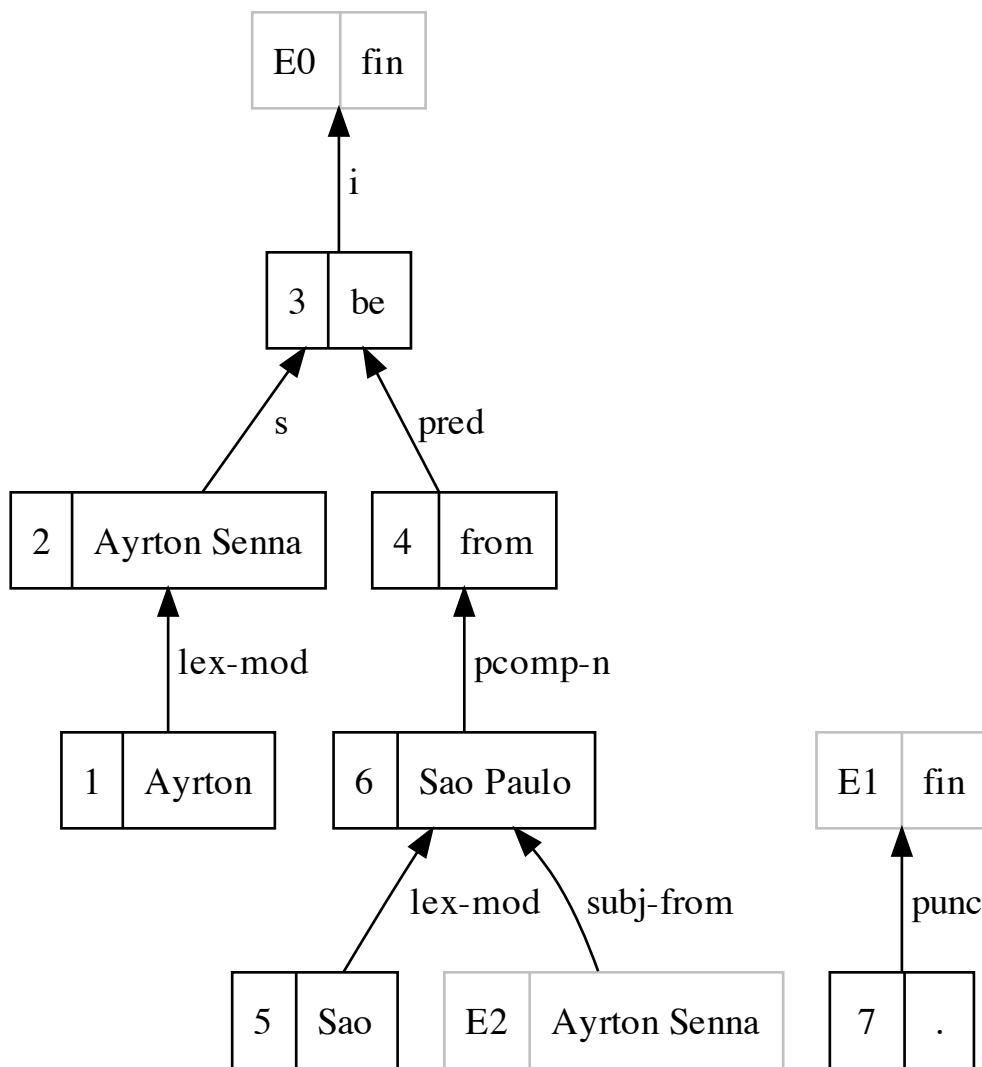 E0 fin
i
3 be
s pred
2 Ayrton Senna 4 from
lex-mod pcomp-n
1 Ayrton 6 Sao Paulo E1 fin
lex-mod subj-from punc
5 Sao E2 Ayrton Senna 7 .